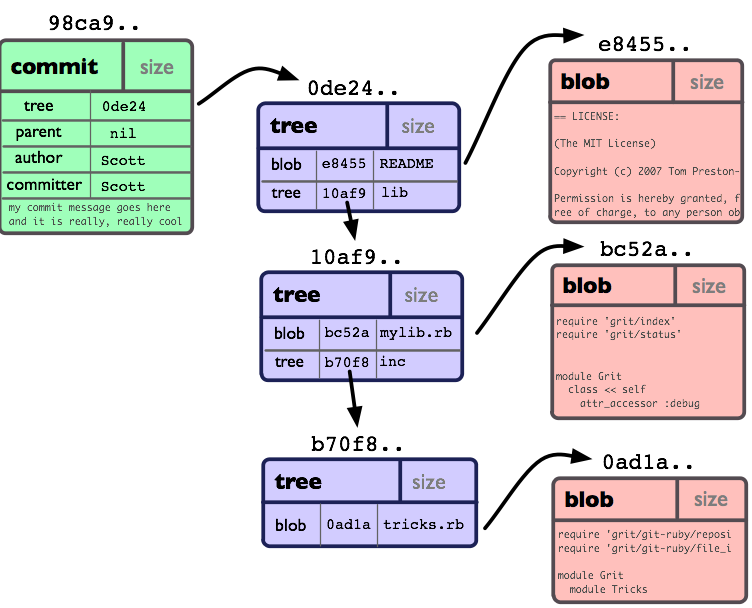 98ca9..
commit size
tree 0de24
parent nil
author Scott
committer Scott
my commit message goes here
and it is really, really cool
0de24..
tree size
blob e8455 README
tree 10af9 lib
10af9..
tree size
blob bc52a mylib.rb
tree b70f8 inc
b70f8..
tree size
blob 0ad1a tricks.rb
e8455..
blob size
== LICENSE:
(The MIT License)
Copyright (c) 2007 Tom Preston-
Permission is hereby granted, f
ree of charge, to any person ob
bc52a..
blob size
require 'grit/index'
require 'grit/status'
module Grit
class << self
attr_accessor :debug
0ad1a..
blob size
require 'grit/git-ruby/reposi
require 'grit/git-ruby/file_i
module Grit
module Tricks